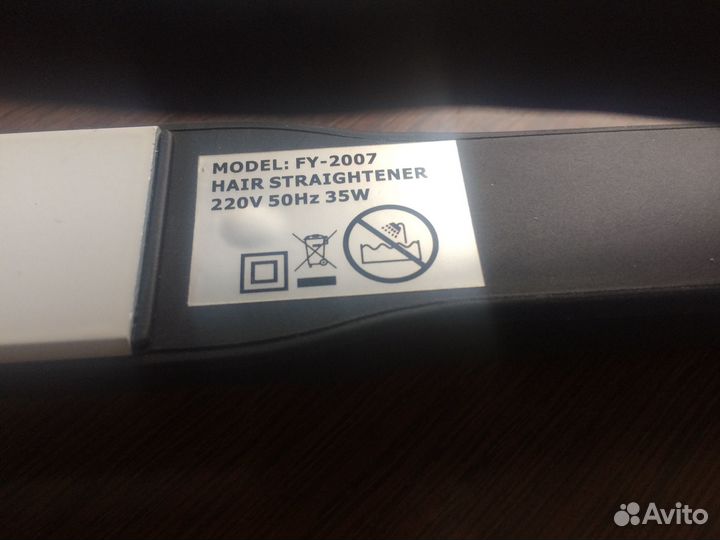 MODEL: FY-2007
HAIR STRAIGHTENER
220V 50Hz 35W
Avito